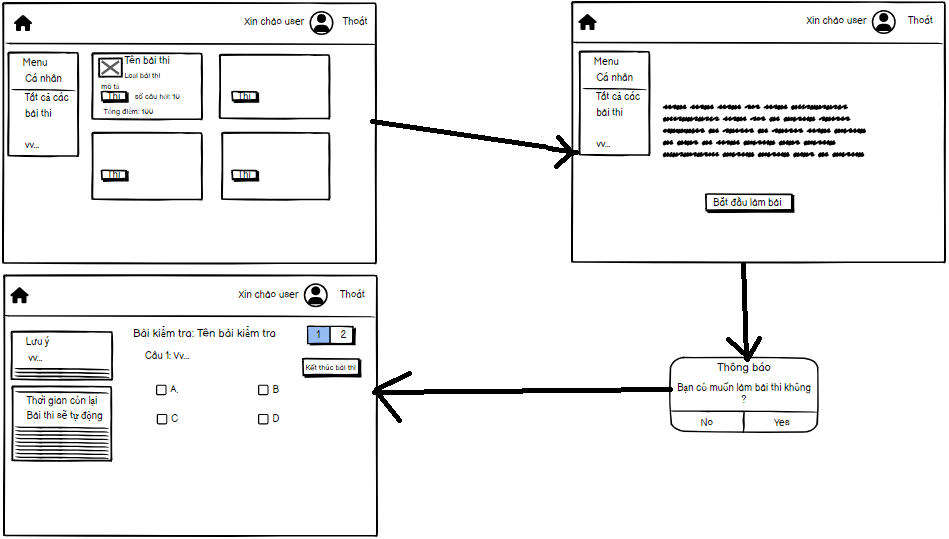 Xin chào user
Thoát
Menu
Cá nhân
Tất cả các
bài thi
vv...
Tên bài thi
Loại bài thi
mô tả
Thi
số câu hỏi: 10
Tổng điểm: 100
Thi
Thi
Thi
Xin chào user
Thoát
Menu
Cá nhân
Tất cả các
bài thi
vv...
Bắt đầu làm bài
Thông báo
Bạn có muốn làm bài thi không
?
No
Yes
Xin chào user
Thoát
Lưu ý
vv...
Thời gian còn lại
Bài thi sẽ tự động
Bài kiểm tra: Tên bài kiểm tra
1
2
Câu 1: Vv...
Kết thúc bài thi
A.
B
C
D